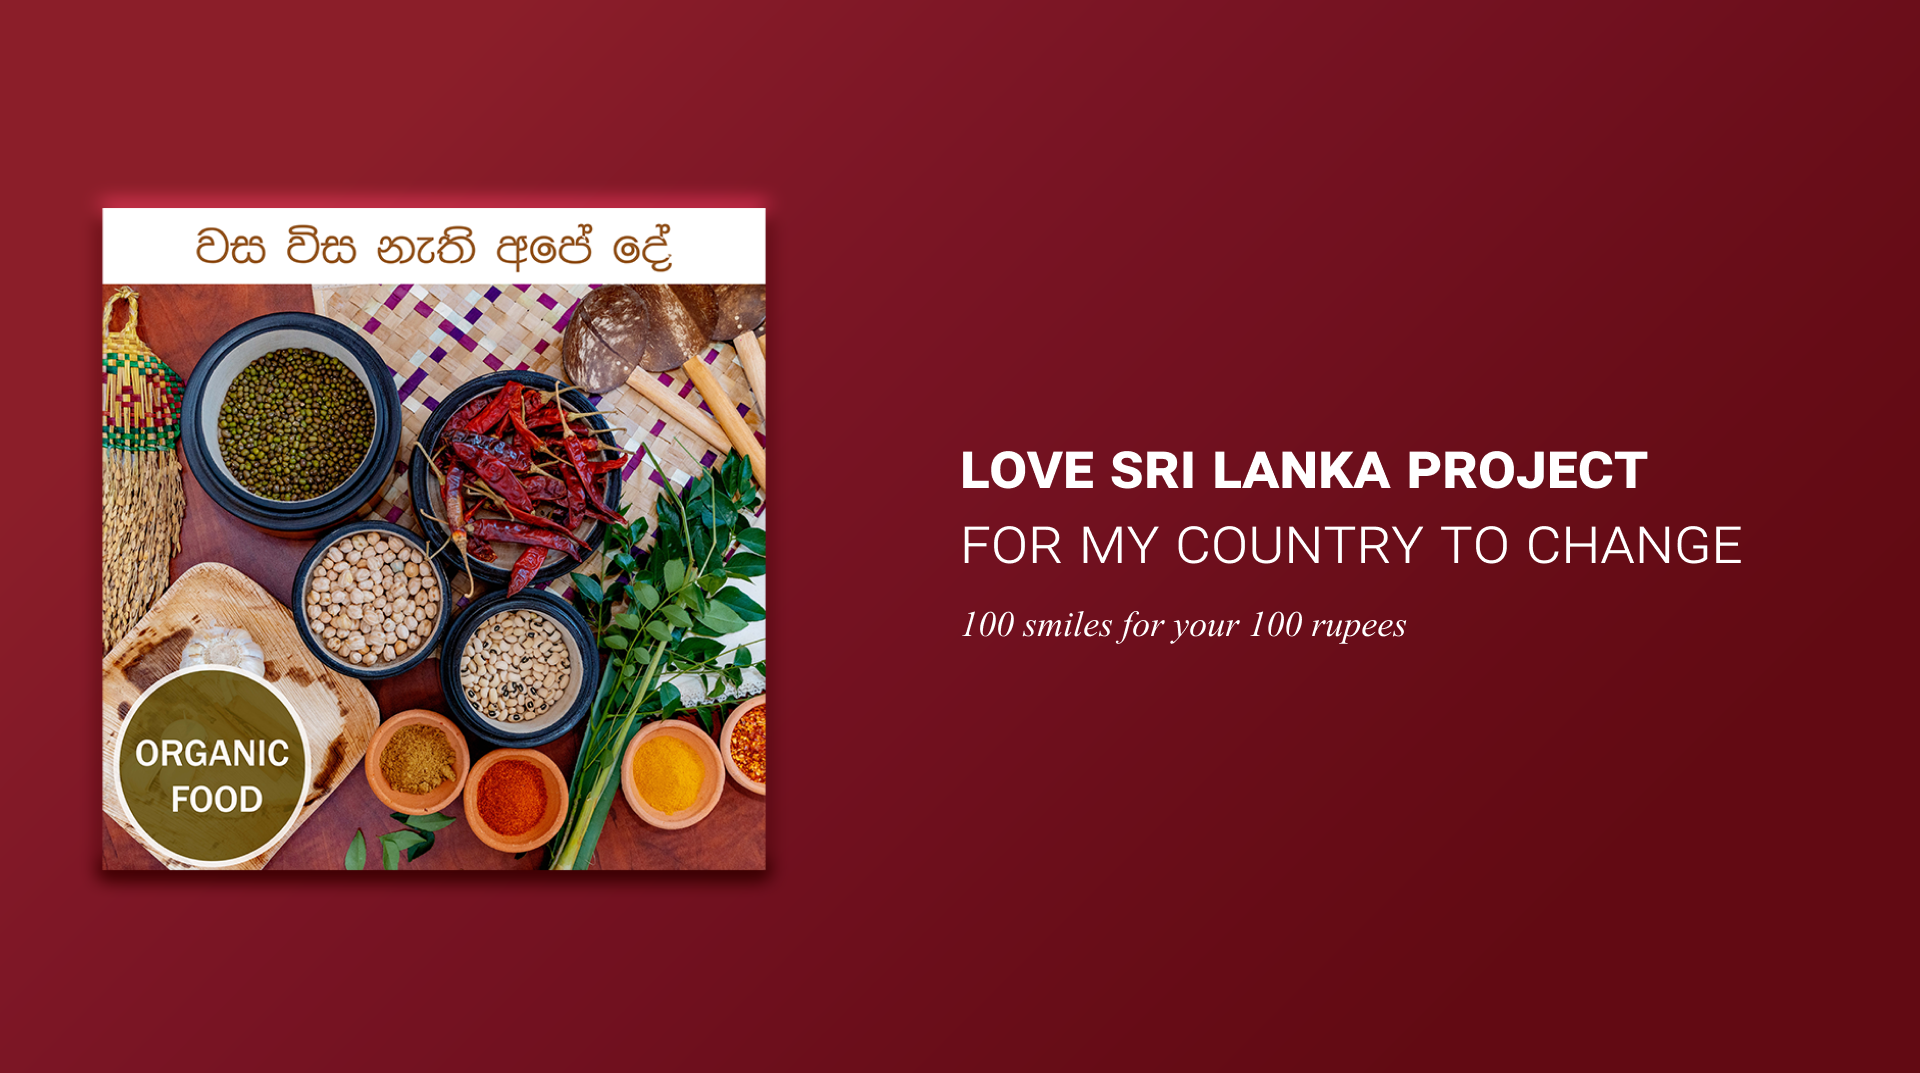 වස විස නැති අපේ දේ
ORGANIC
FOOD
LOVE SRI LANKA PROJECT
FOR MY COUNTRY TO CHANGE
100 smiles for your 100 rupees